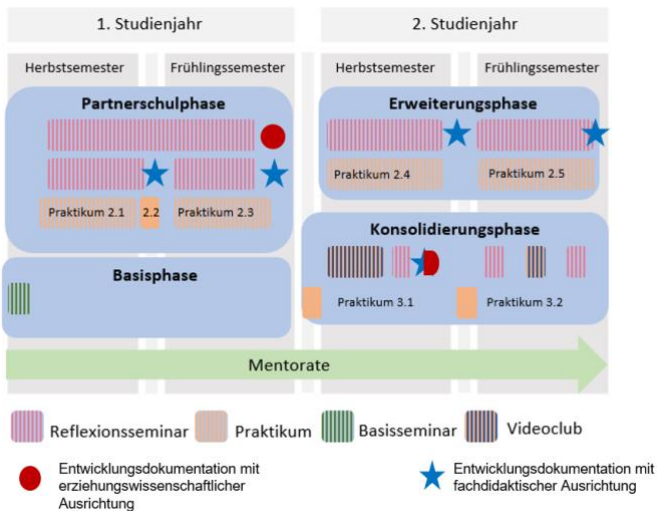 1. Studienjahr
2. Studienjahr
Herbstsemester
Frühlingssemester
Herbstsemester
Frühlingssemester
Partnerschulphase
Praktikum 2.1
2.2
Praktikum 2.3
Basisphase
Erweiterungsphase
Praktikum 2.4
Praktikum 2.5
Konsolidierungsphase
Praktikum 3.1
Praktikum 3.2
Mentorate
Reflexionsseminar
Praktikum
Basisseminar
Videoclub
Entwicklungsdokumentation mit
erziehungswissenschaftlicher
Ausrichtung
Entwicklungsdokumentation mit
fachdidaktischer Ausrichtung